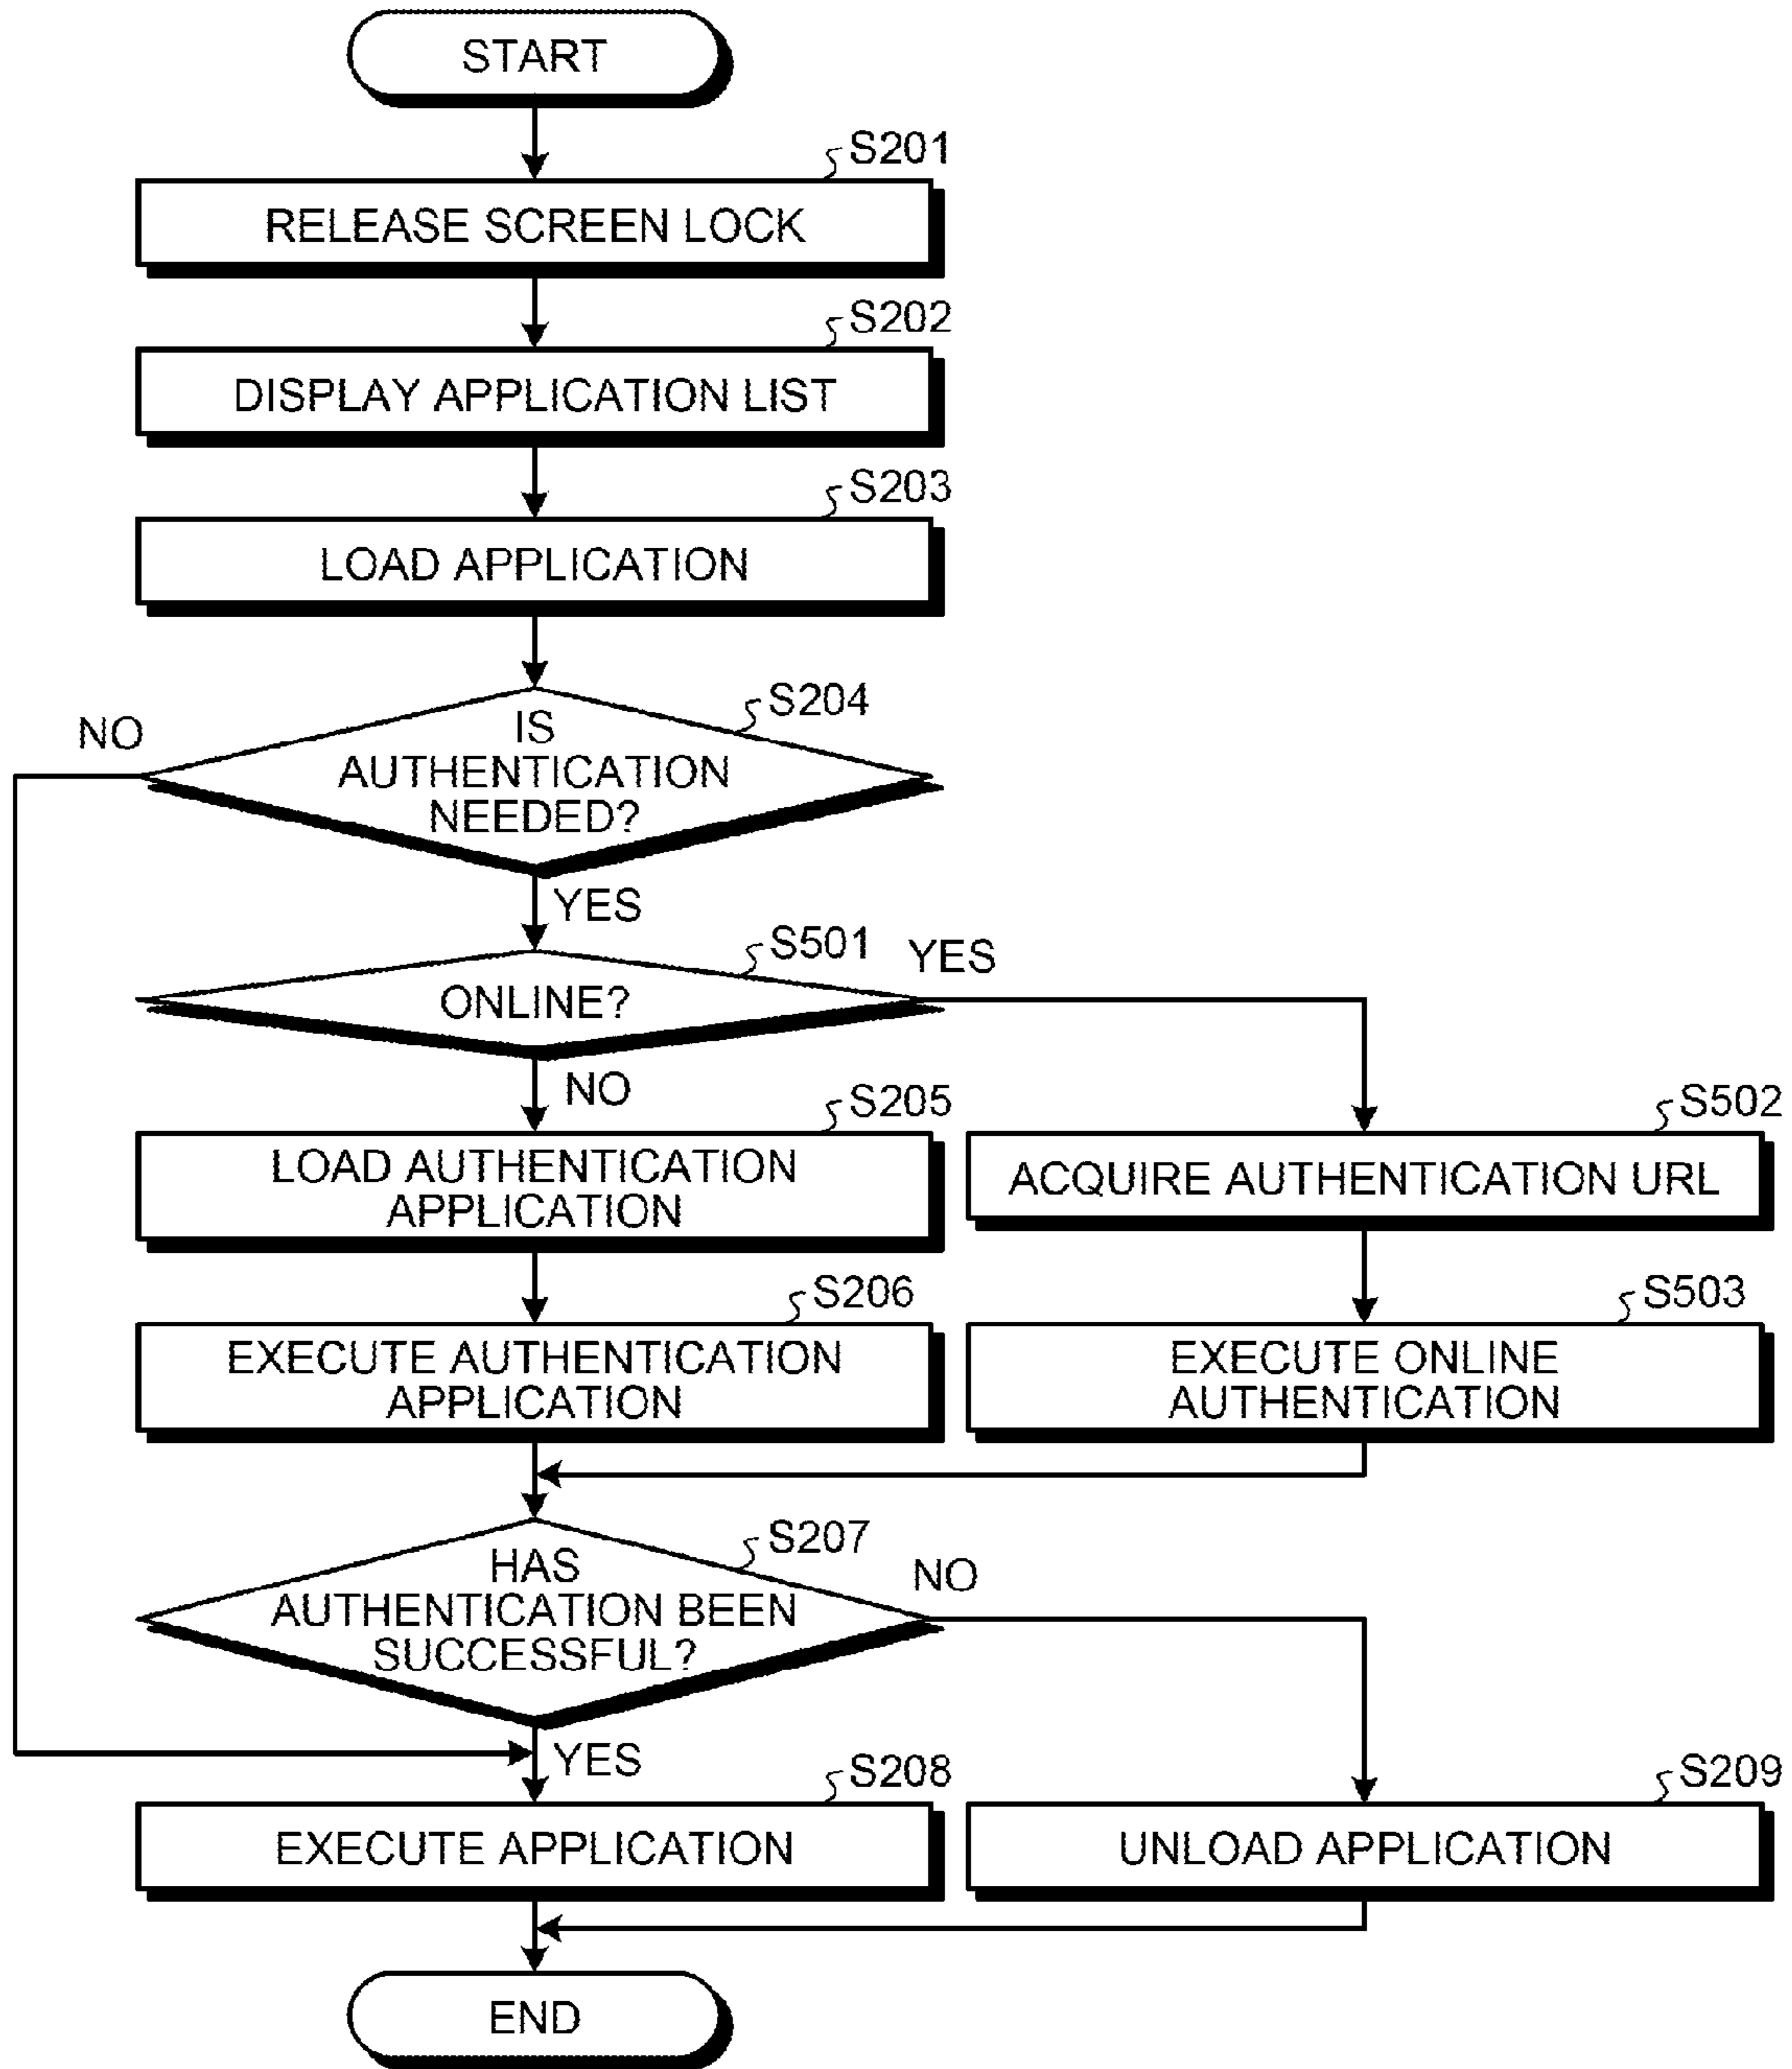 START
S201
RELEASE SCREEN LOCK
S202
DISPLAY APPLICATION LIST
S203
LOAD APPLICATION
S204
NO
IS
AUTHENTICATION
NEEDED?
YES
S501
YES
ONLINE?
NO
S205
LOAD AUTHENTICATION
APPLICATION
S502
ACQUIRE AUTHENTICATION URL
S206
EXECUTE AUTHENTICATION
APPLICATION
S503
EXECUTE ONLINE
AUTHENTICATION
S207
HAS
AUTHENTICATION BEEN
SUCCESSFUL?
NO
YES
S208
EXECUTE APPLICATION
S209
UNLOAD APPLICATION
END